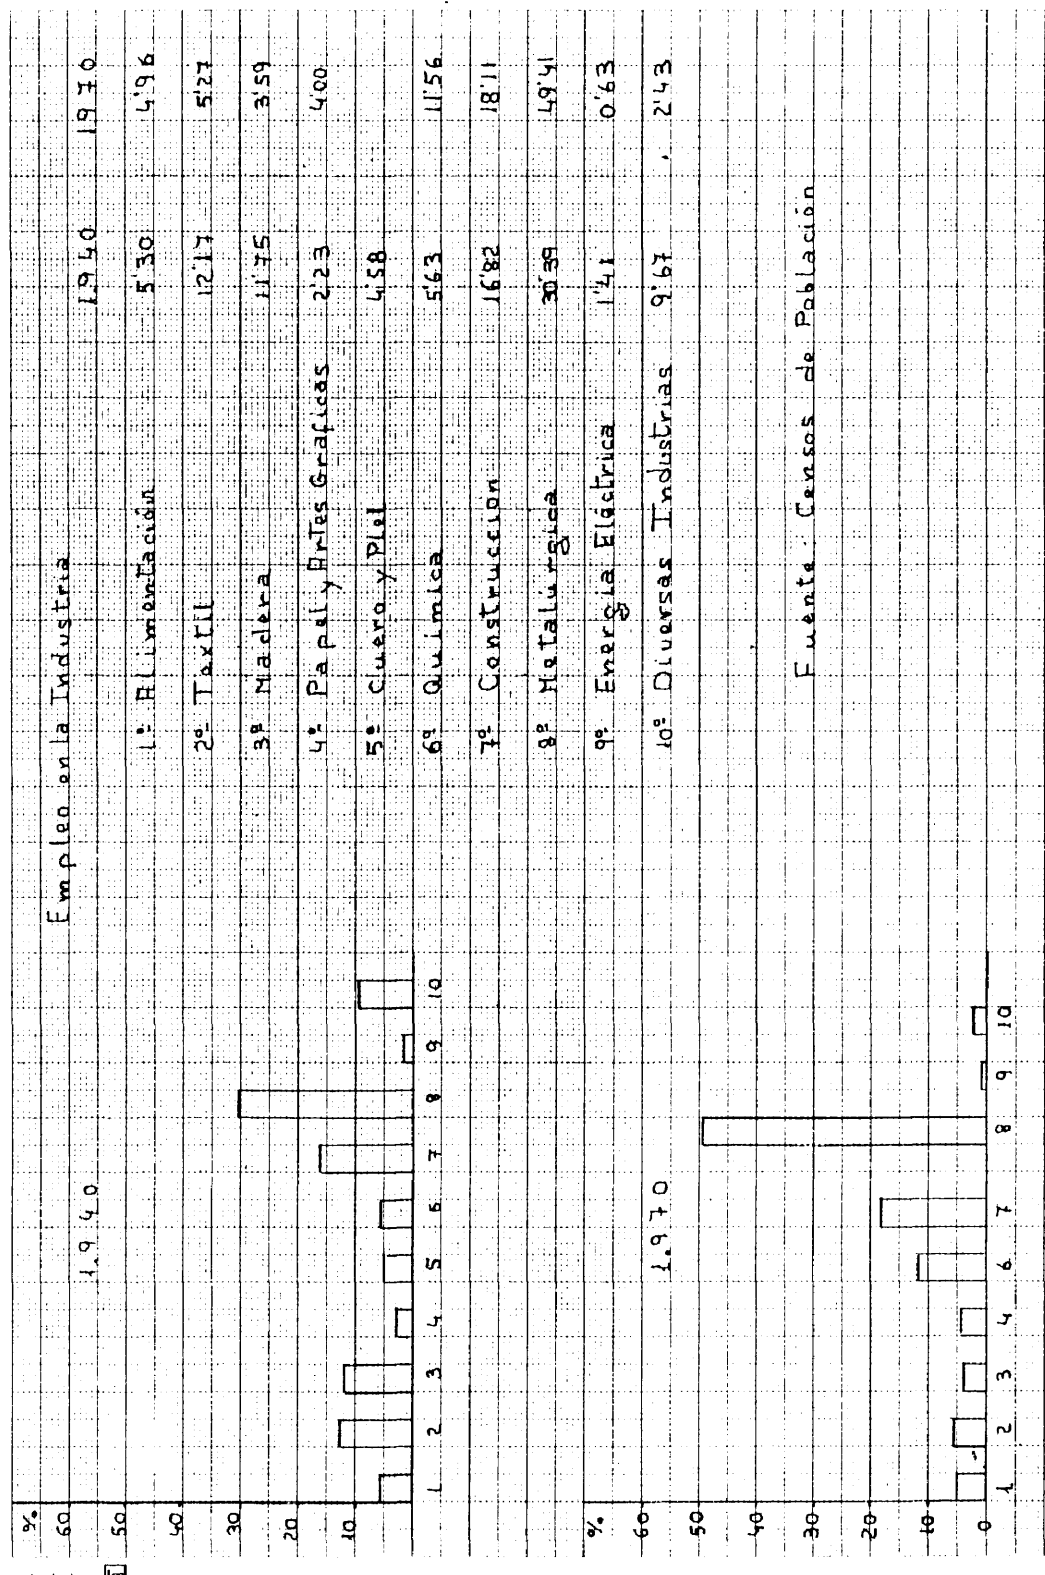 Empleo en la Industria
1.940 1970
1º- Alimentación 5'30 4'96
2º- Textil 12'17 5'27
3º- Madera 11'75 3'59
4º- Papel y Artes Graficas 2'23 4'00
5º- Cuero y Piel 4'58
6º- Química 5'63 11'56
7º- Construccion 16'82 18'11
8º- Metalúrgica 30'39 49'41
9º- Energía Eléctrica 1'41 0'63
10º- Diversas Industrias 9'67 2'43
Fuente: Censos de Población
%
60
50
40
30
20
10
1.940
1 2 3 4 5 6 7 8 9 10
%
60
50
40
30
20
10
0
1.970
1 2 3 4 6 7 8 9 10